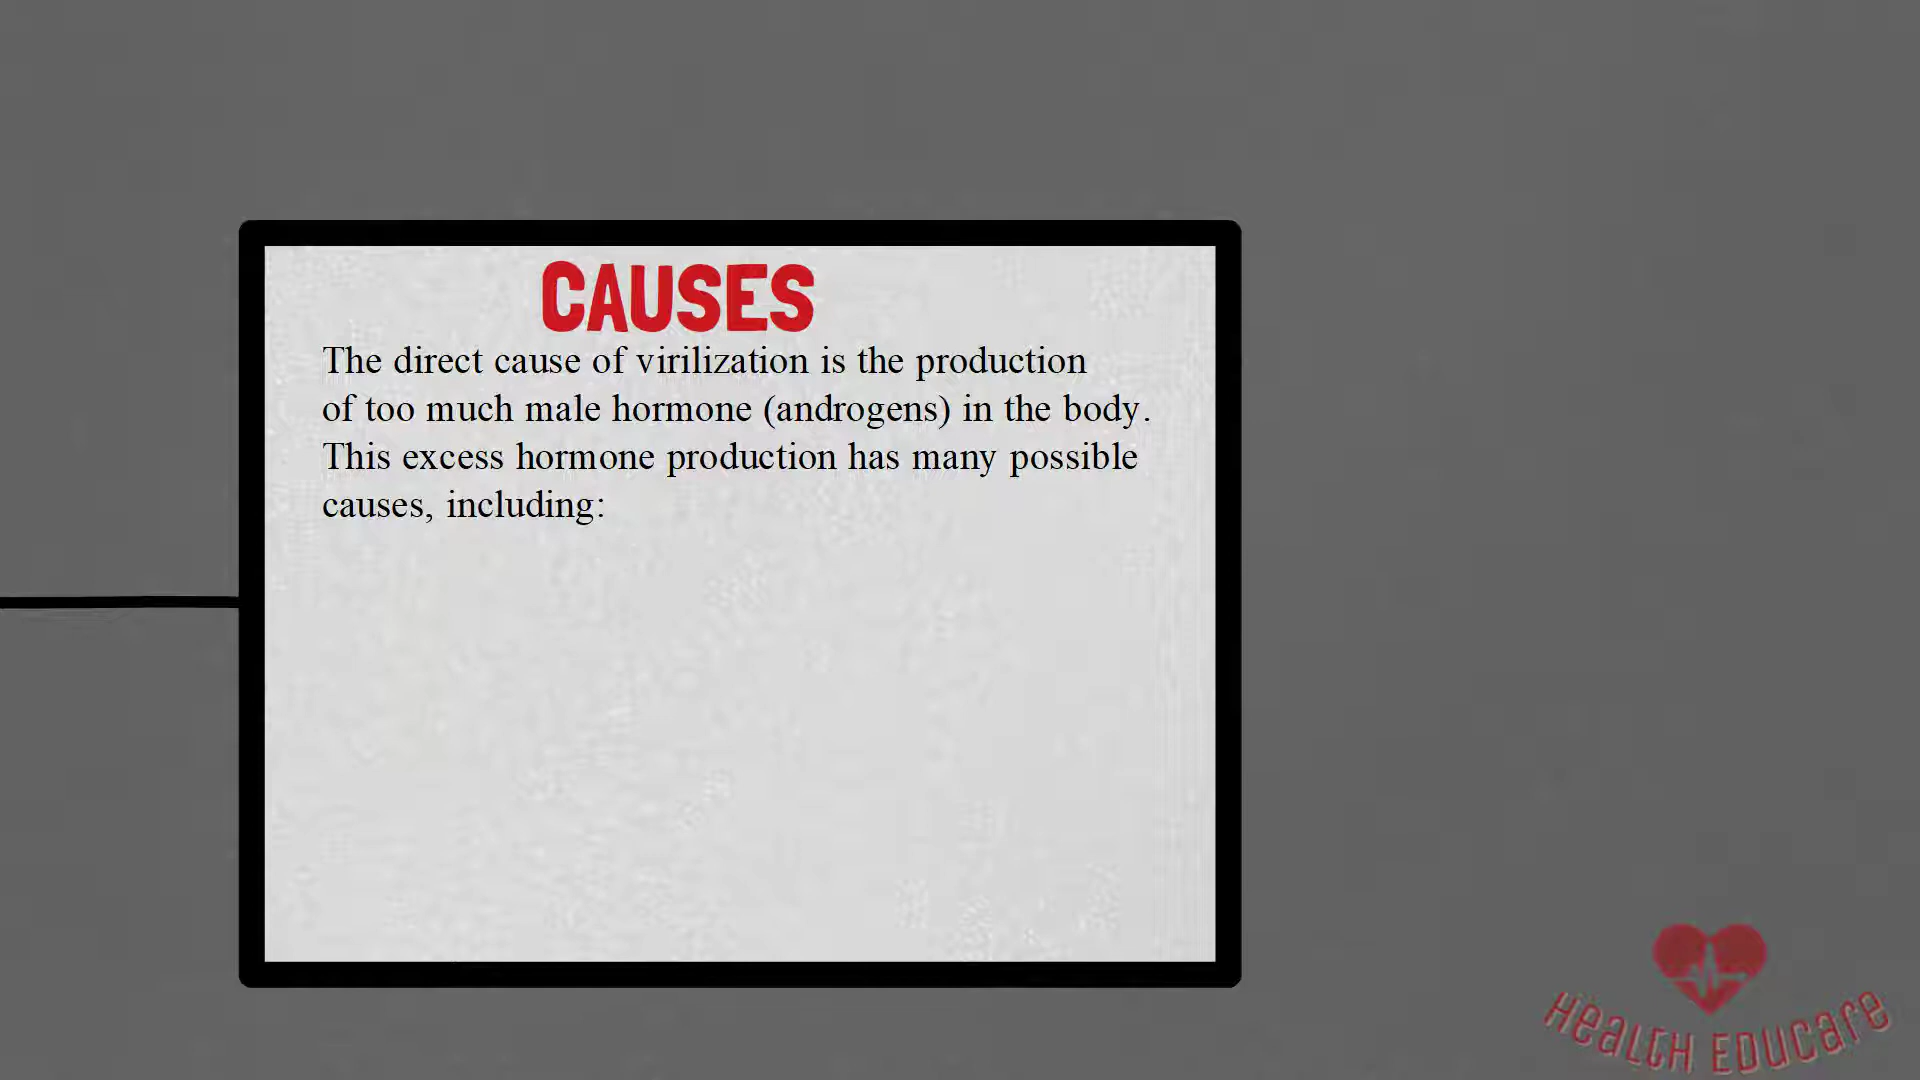 CAUSES
The direct cause of virilization is the production
of too much male hormone (androgens) in the body.
This excess hormone production has many possible
causes, including:
HEALTH EDUCARE